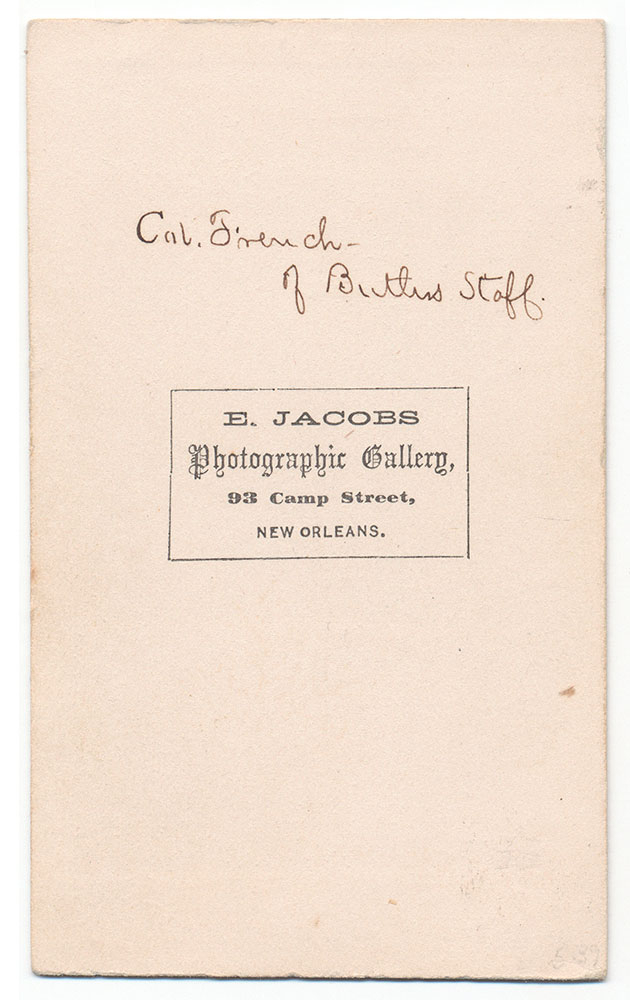 Col. French -
of Butlers Staff.
E. JACOBS
Photographic Gallery,
93 Camp Street,
NEW ORLEANS.